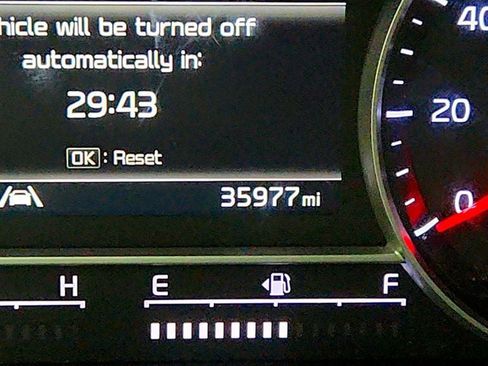 hicle will be turned off
automatically in:
29:43
OK : Reset
35977 mi
40
20
0
H
E
F